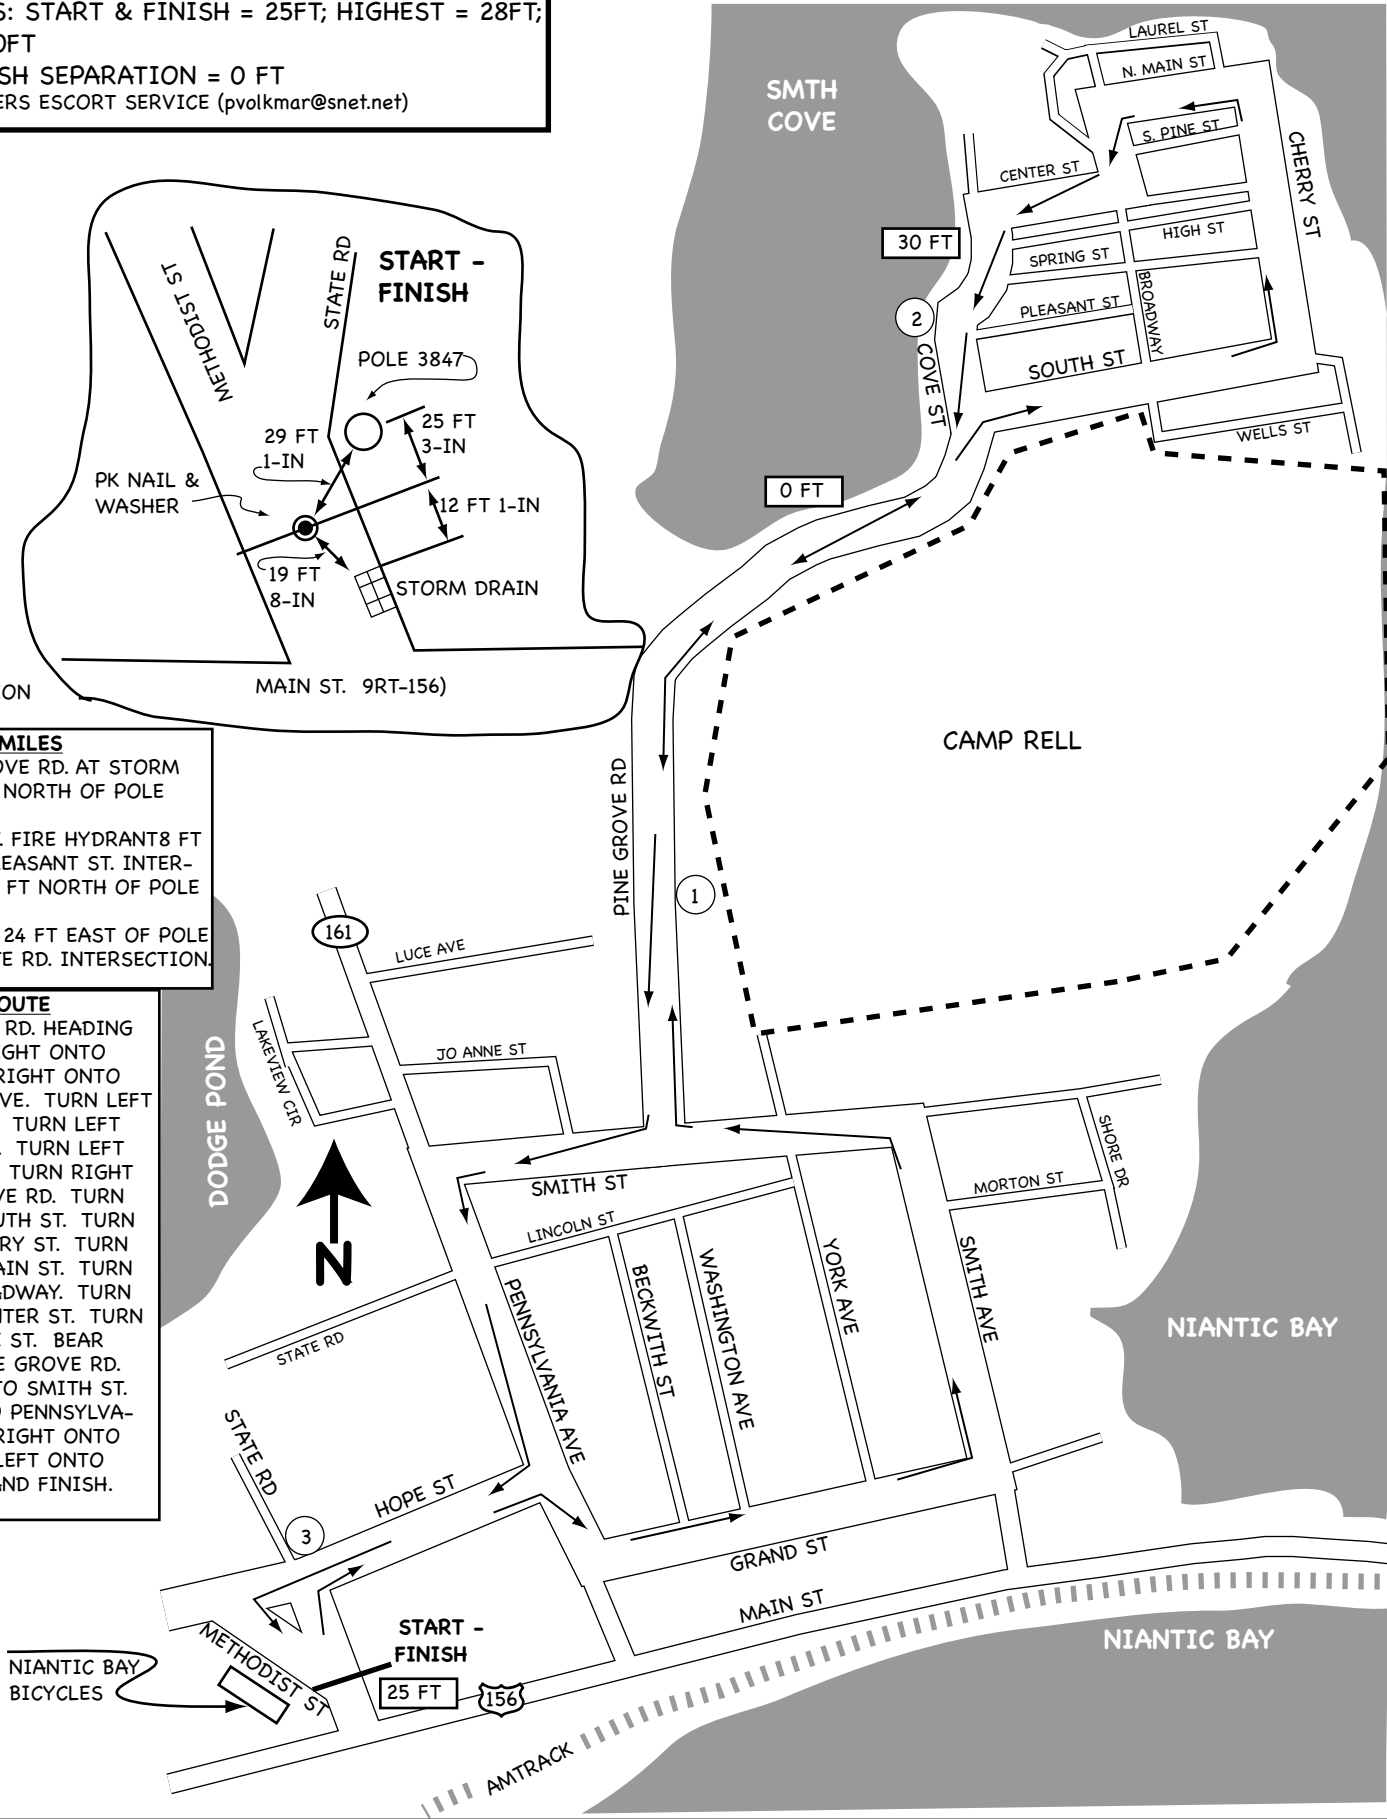 S: START & FINISH = 25FT; HIGHEST = 28FT;
0FT
SH SEPARATION = 0 FT
ERS ESCORT SERVICE (pvolkmar@snet.net)
SMTH
COVE
LAUREL ST
N. MAIN ST
S. PINE ST
CENTER ST
CHERRY ST
30 FT
HIGH ST
SPRING ST
BROADWAY
PLEASANT ST
2
COVE ST
SOUTH ST
WELLS ST
0 FT
METHODIST ST
STATE RD
START -
FINISH
POLE 3847
25 FT
3-IN
29 FT
1-IN
PK NAIL &
WASHER
12 FT 1-IN
19 FT
8-IN
STORM DRAIN
MAIN ST. 9RT-156)
ION
CAMP RELL
PINE GROVE RD
1
MILES
OVE RD. AT STORM
NORTH OF POLE
. FIRE HYDRANT8 FT
LEASANT ST. INTER-
FT NORTH OF POLE
24 FT EAST OF POLE
TE RD. INTERSECTION.
OUTE
RD. HEADING
IGHT ONTO
RIGHT ONTO
VE. TURN LEFT
TURN LEFT
. TURN LEFT
TURN RIGHT
VE RD. TURN
UTH ST. TURN
RRY ST. TURN
AIN ST. TURN
ADWAY. TURN
NTER ST. TURN
E ST. BEAR
E GROVE RD.
TO SMITH ST.
O PENNSYLVA-
RIGHT ONTO
LEFT ONTO
AND FINISH.
161
LUCE AVE
LAKEVIEW CIR
JO ANNE ST
DODGE POND
N
SMITH ST
LINCOLN ST
MORTON ST
SHORE DR
STATE RD
PENNSYLVANIA AVE
BECKWITH ST
WASHINGTON AVE
YORK AVE
SMITH AVE
NIANTIC BAY
STATE RD
HOPE ST
3
GRAND ST
MAIN ST
METHODIST ST
START -
FINISH
NIANTIC BAY
BICYCLES
25 FT
156
NIANTIC BAY
AMTRACK